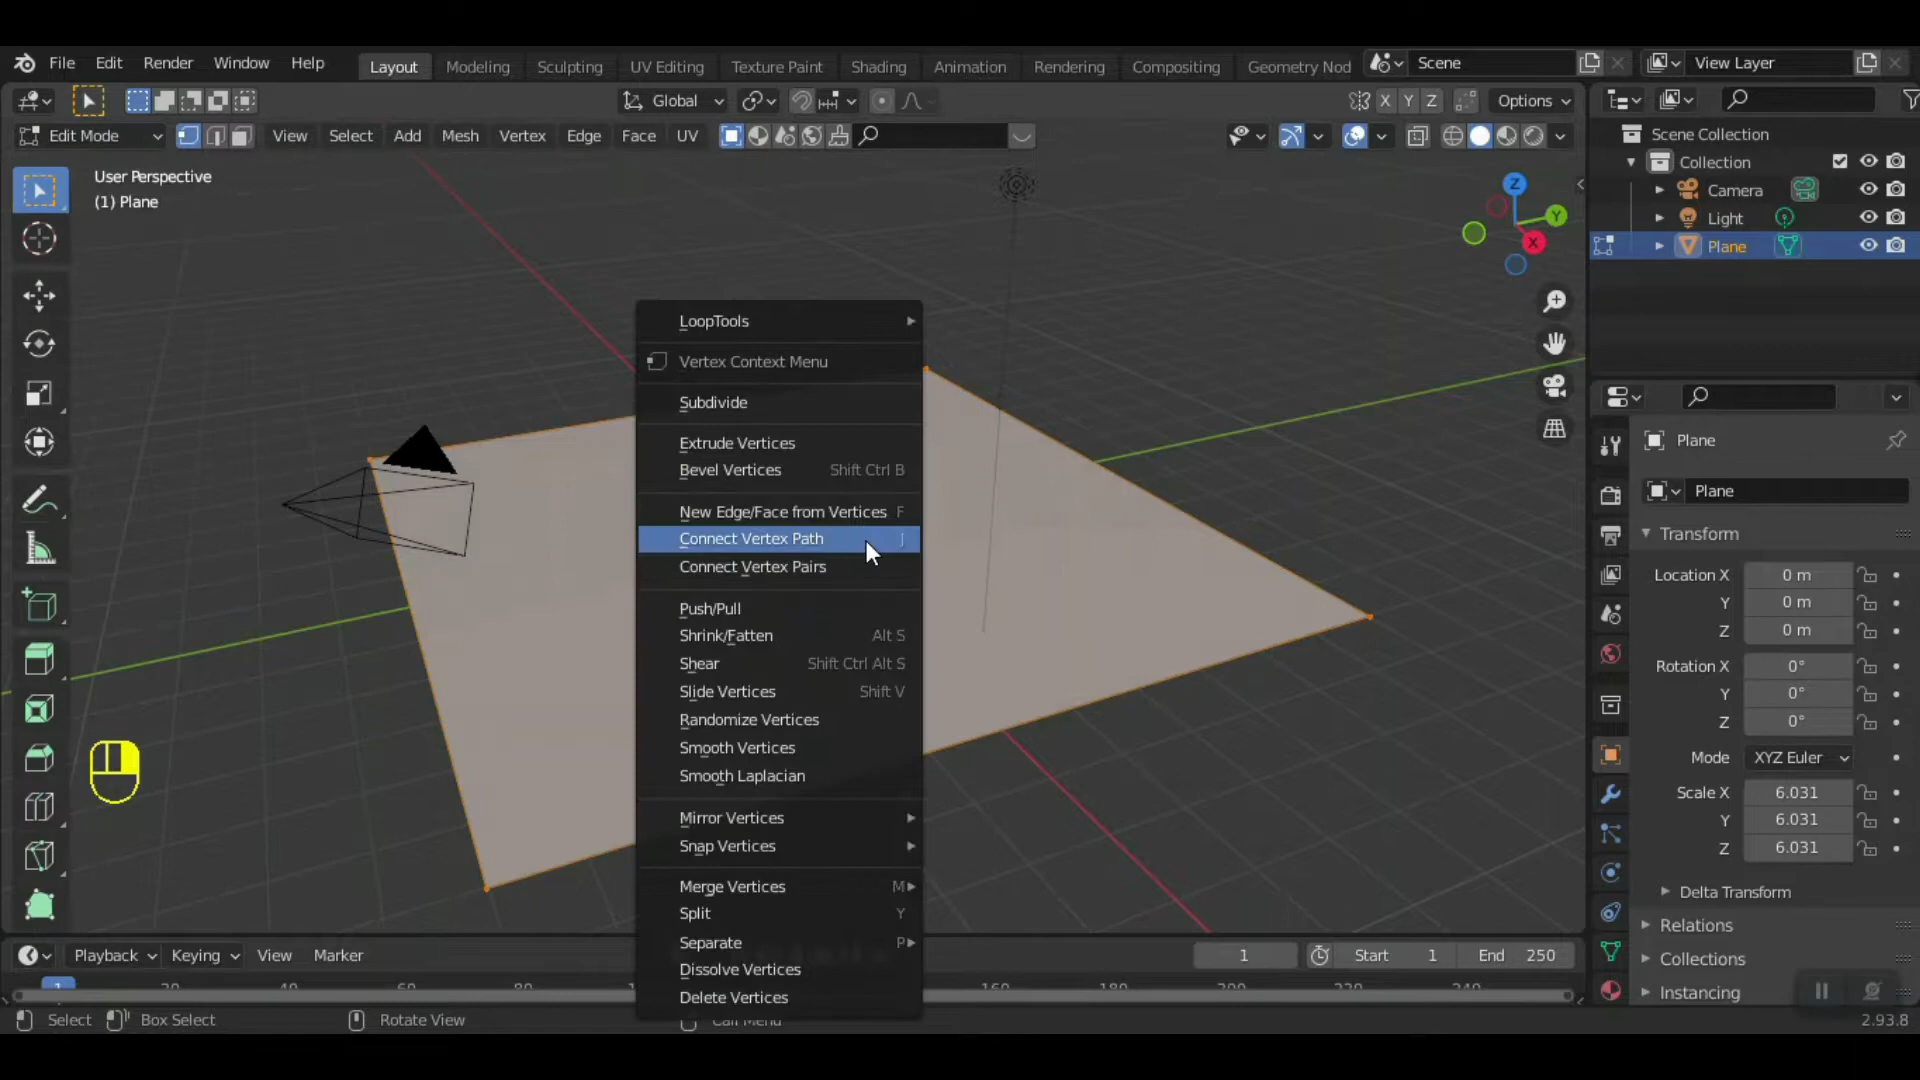 File Edit Render Window Help Layout Modeling Sculpting UV Editing Texture Paint Shading Animation Rendering Compositing Geometry Nod Scene View Layer
Global X Y Z Options
Edit Mode View Select Add Mesh Vertex Edge Face UV
User Perspective
(1) Plane
Z
Y
X
Scene Collection
Collection
Camera
Light
Plane
LoopTools
Vertex Context Menu
Subdivide
Extrude Vertices
Bevel Vertices Shift Ctrl B
New Edge/Face from Vertices F
Connect Vertex Path J
Connect Vertex Pairs
Push/Pull
Shrink/Fatten Alt S
Shear Shift Ctrl Alt S
Slide Vertices Shift V
Randomize Vertices
Smooth Vertices
Smooth Laplacian
Mirror Vertices
Snap Vertices
Merge Vertices M
Split Y
Separate P
Dissolve Vertices
Delete Vertices
Plane
Plane
Transform
Location X 0 m
Y 0 m
Z 0 m
Rotation X 0°
Y 0°
Z 0°
Mode XYZ Euler
Scale X 6.031
Y 6.031
Z 6.031
Delta Transform
Relations
Collections
Instancing
Playback Keying View Marker 1 Start 1 End 250
Select Box Select Rotate View Call Menu 2.93.8